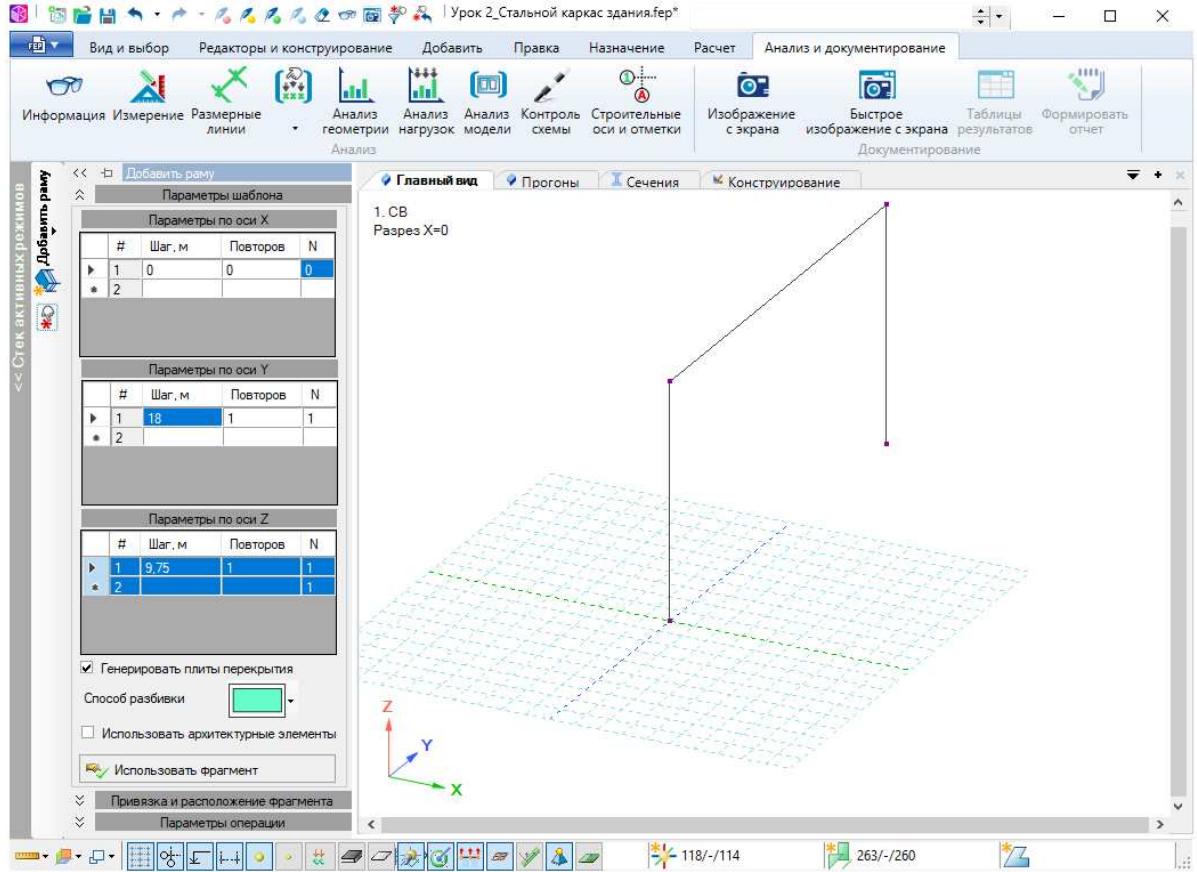 Урок 2_Стальной каркас здания.fep*
FEP
Вид и выбор Редакторы и конструирование Добавить Правка Назначение Расчет Анализ и документирование
Информация Измерение Размерные линии Анализ геометрии Анализ нагрузок Анализ модели Контроль схемы Строительные оси и отметки Изображение с экрана Быстрое изображение с экрана Таблицы результатов Формировать отчет
Анализ Документирование
<< Стек активных режимов
Добавить раму
<< Добавить раму
Параметры шаблона
Параметры по оси X
# Шаг, м Повторов N
1 0 0 0
2
Параметры по оси Y
# Шаг, м Повторов N
1 18 1 1
2
Параметры по оси Z
# Шаг, м Повторов N
1 9,75 1 1
2 1
Генерировать плиты перекрытия
Способ разбивки
Использовать архитектурные элементы
Использовать фрагмент
Привязка и расположение фрагмента
Параметры операции
Главный вид Прогоны Сечения Конструирование
1. СВ
Разрез X=0
Z
Y
X
118/-/114 263/-/260